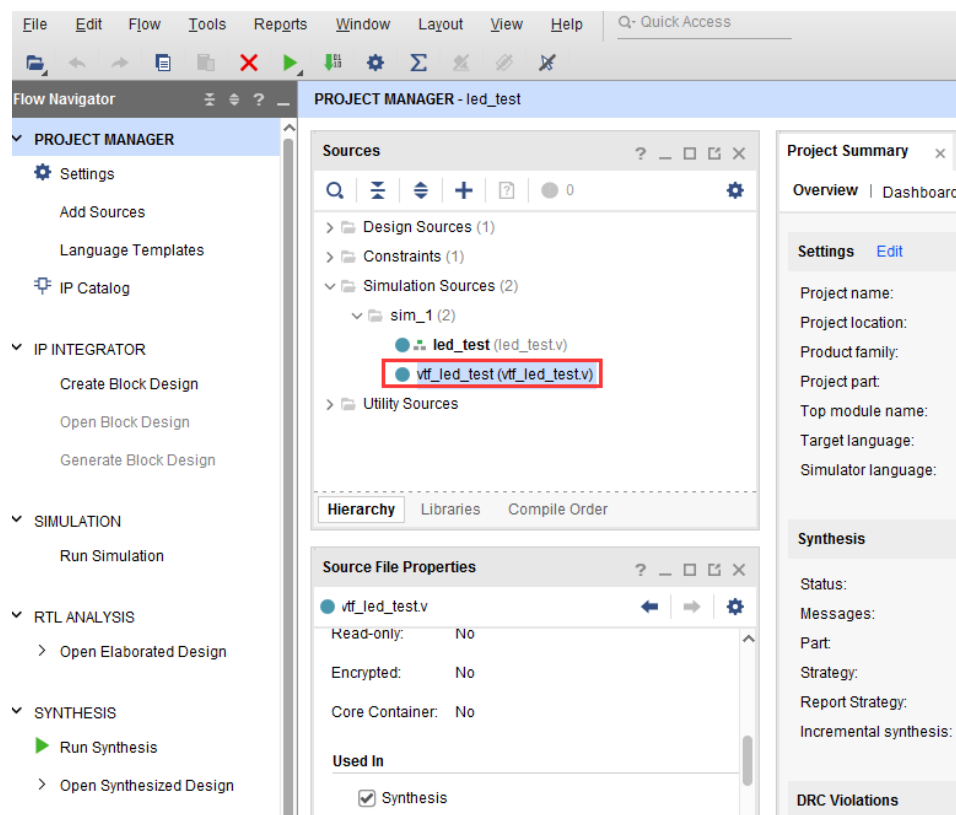 File Edit Flow Tools Reports Window Layout View Help Q- Quick Access
Flow Navigator ? _
PROJECT MANAGER - led_test
PROJECT MANAGER
Settings
Add Sources
Language Templates
IP Catalog
IP INTEGRATOR
Create Block Design
Open Block Design
Generate Block Design
SIMULATION
Run Simulation
RTL ANALYSIS
Open Elaborated Design
SYNTHESIS
Run Synthesis
Open Synthesized Design
Sources
0
Design Sources (1)
Constraints (1)
Simulation Sources (2)
sim_1 (2)
led_test (led_test.v)
vtf_led_test (vtf_led_test.v)
Utility Sources
Hierarchy Libraries Compile Order
Source File Properties
vtf_led_test.v
Read-only: No
Encrypted: No
Core Container: No
Used In
Synthesis
Project Summary
Overview | Dashboard
Settings Edit
Project name:
Project location:
Product family:
Project part:
Top module name:
Target language:
Simulator language:
Synthesis
Status:
Messages:
Part:
Strategy:
Report Strategy:
Incremental synthesis:
DRC Violations